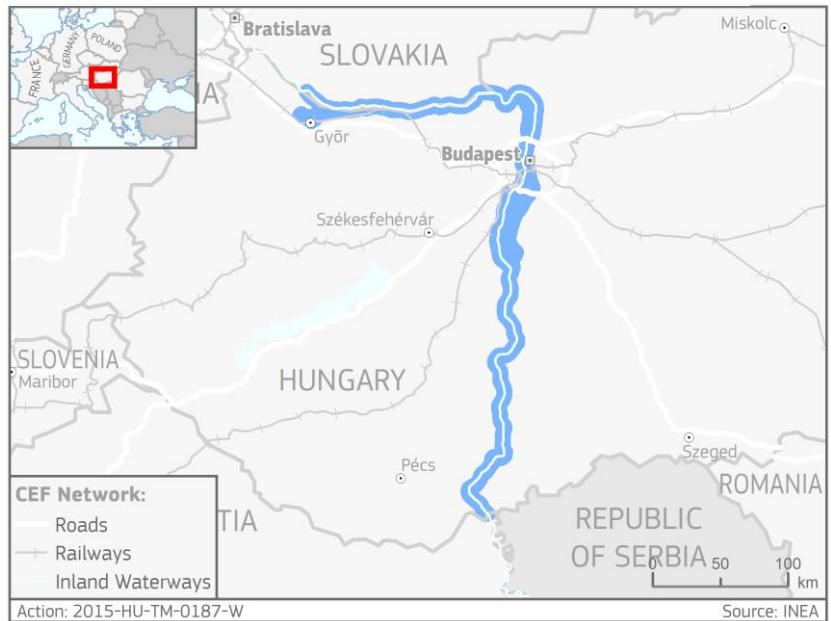 FRANCE
GERMANY
POLAND
Bratislava
SLOVAKIA
Miskolc
IA
Győr
Budapest
Székesfehérvár
SLOVENIA
Maribor
HUNGARY
Szeged
Pécs
ROMANIA
TIA
REPUBLIC
OF SERBIA
CEF Network:
Roads
Railways
Inland Waterways
0 50 100
km
Action: 2015-HU-TM-0187-W
Source: INEA